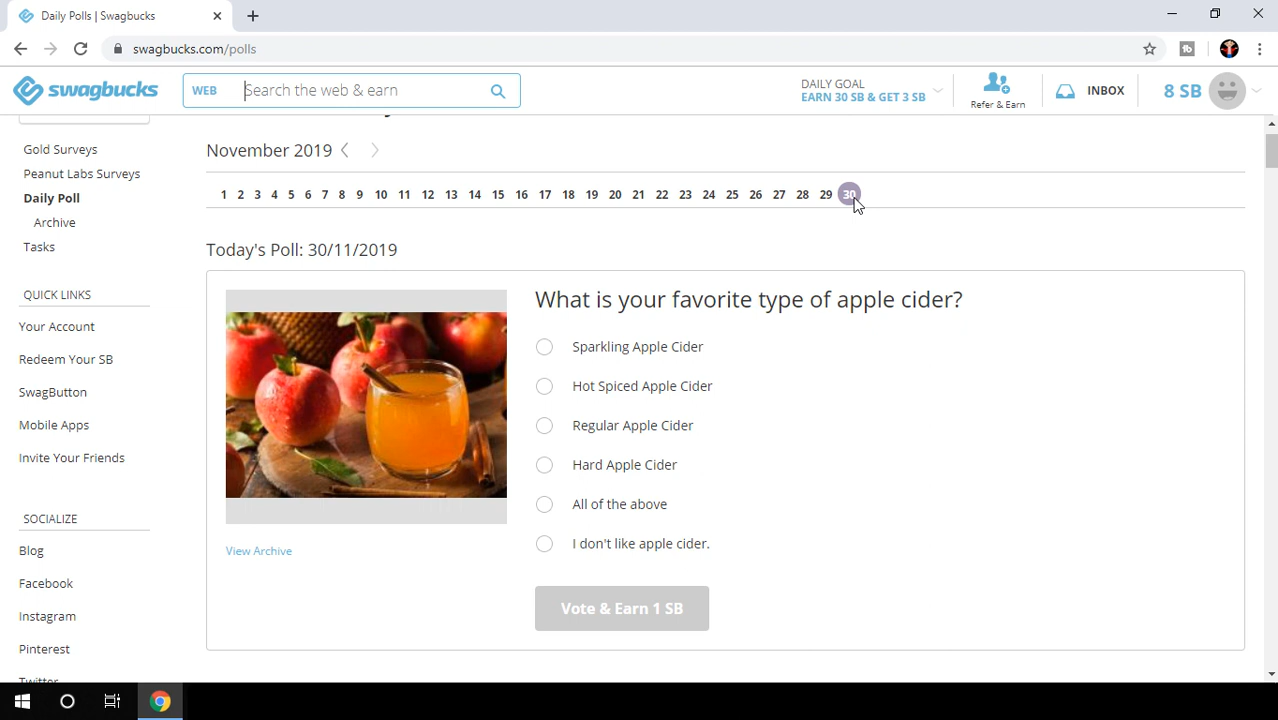 Daily Polls | Swagbucks
swagbucks.com/polls
swagbucks
WEB
Search the web & earn
DAILY GOAL
EARN 30 SB & GET 3 SB
Refer & Earn
INBOX
8 SB
Gold Surveys
Peanut Labs Surveys
Daily Poll
Archive
Tasks
QUICK LINKS
Your Account
Redeem Your SB
SwagButton
Mobile Apps
Invite Your Friends
SOCIALIZE
Blog
Facebook
Instagram
Pinterest
Twitter
November 2019
1 2 3 4 5 6 7 8 9 10 11 12 13 14 15 16 17 18 19 20 21 22 23 24 25 26 27 28 29 30
Today's Poll: 30/11/2019
What is your favorite type of apple cider?
Sparkling Apple Cider
Hot Spiced Apple Cider
Regular Apple Cider
Hard Apple Cider
All of the above
I don't like apple cider.
View Archive
Vote & Earn 1 SB